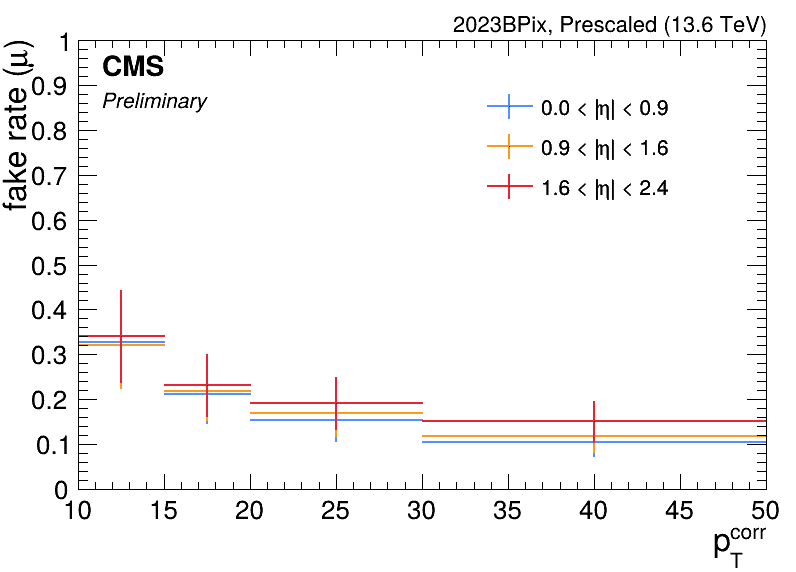 2023BPix, Prescaled (13.6 TeV)
CMS
Preliminary
fake rate (μ)
0.0 < |η| < 0.9
0.9 < |η| < 1.6
1.6 < |η| < 2.4
1
0.9
0.8
0.7
0.6
0.5
0.4
0.3
0.2
0.1
0
10 15 20 25 30 35 40 45 50
p_T^corr